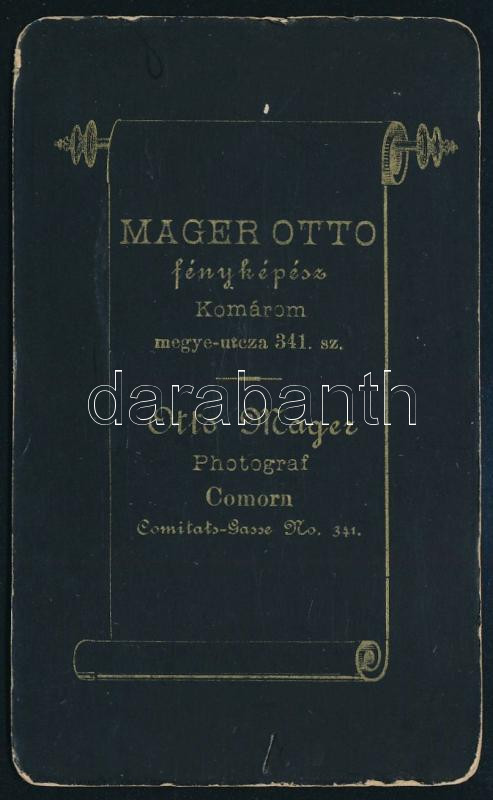 MAGER OTTO
fényképész
Komárom
megye-utcza 341. sz.
darabanth
Otto Mager
Photograf
Comorn
Comitats-Gasse No. 341.